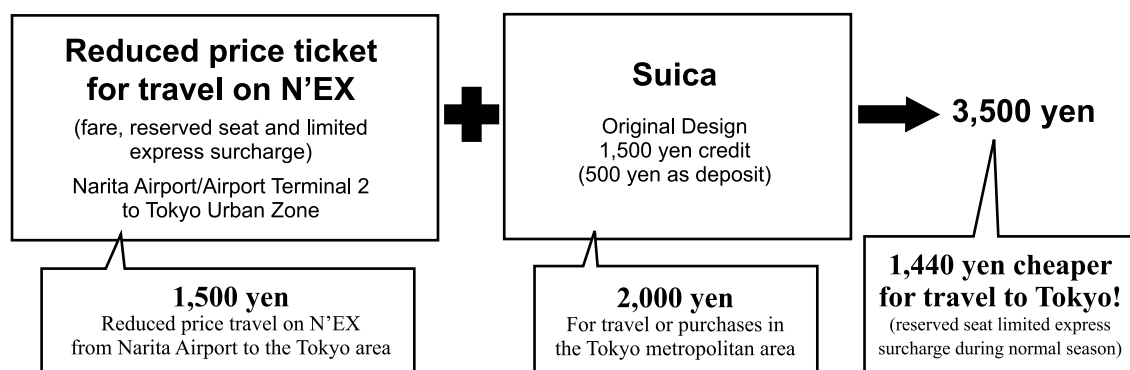 Reduced price ticket
for travel on N’EX
(fare, reserved seat and limited
express surcharge)
Narita Airport/Airport Terminal 2
to Tokyo Urban Zone
1,500 yen
Reduced price travel on N’EX
from Narita Airport to the Tokyo area
Suica
Original Design
1,500 yen credit
(500 yen as deposit)
2,000 yen
For travel or purchases in
the Tokyo metropolitan area
3,500 yen
1,440 yen cheaper
for travel to Tokyo!
(reserved seat limited express
surcharge during normal season)